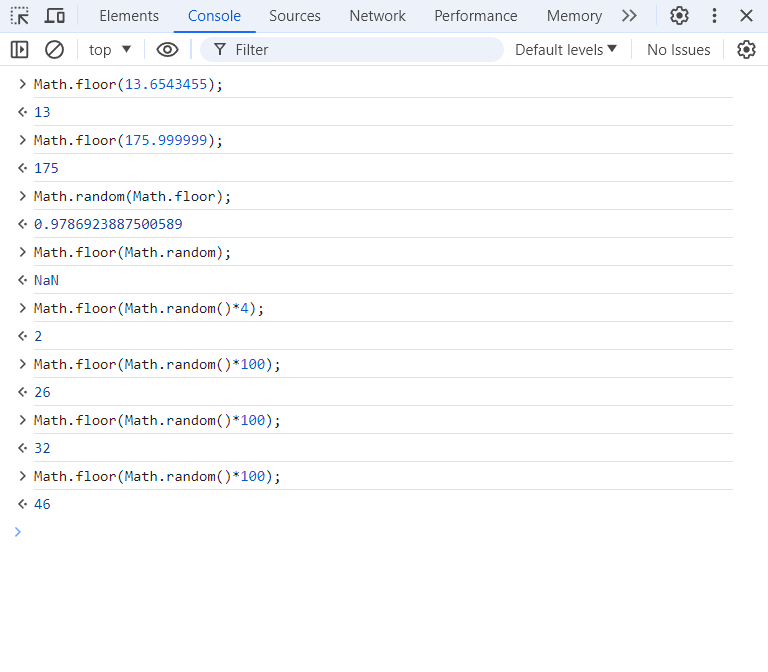 Elements Console Sources Network Performance Memory
top Filter Default levels No Issues
Math.floor(13.6543455);
13
Math.floor(175.999999);
175
Math.random(Math.floor);
0.9786923887500589
Math.floor(Math.random);
NaN
Math.floor(Math.random()*4);
2
Math.floor(Math.random()*100);
26
Math.floor(Math.random()*100);
32
Math.floor(Math.random()*100);
46